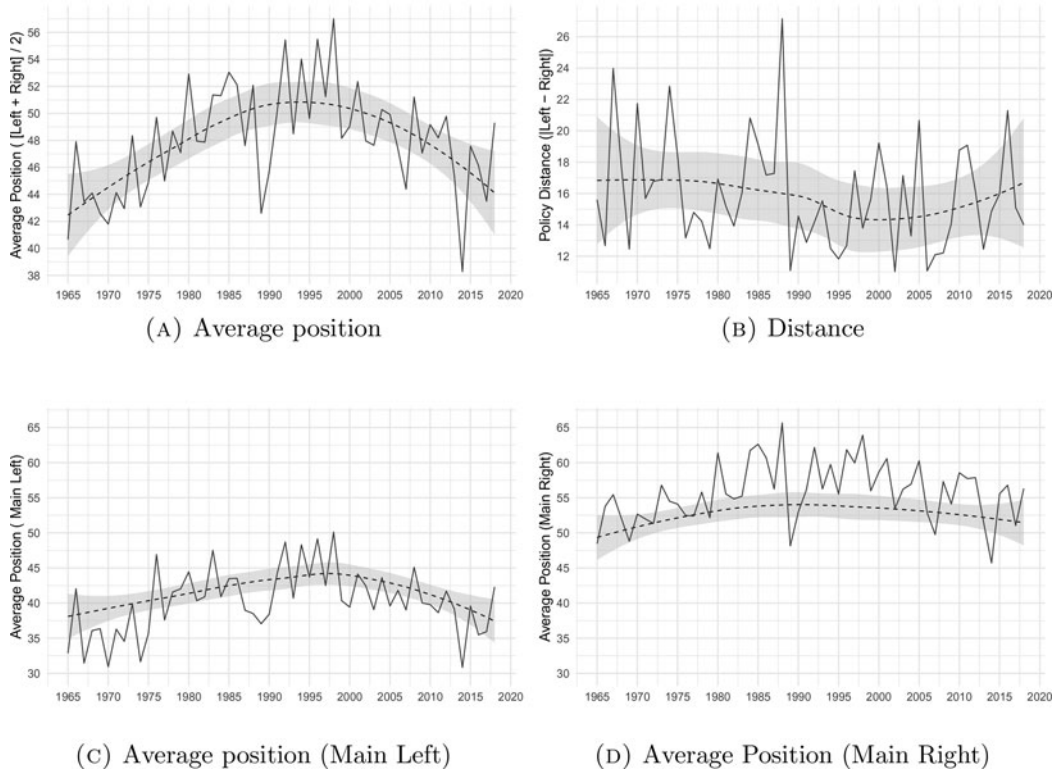 Average Position ( [Left + Right] / 2)
56
54
52
50
48
46
44
42
40
38
1965 1970 1975 1980 1985 1990 1995 2000 2005 2010 2015 2020
(A) Average position
Policy Distance (|Left − Right|)
26
24
22
20
18
16
14
12
1965 1970 1975 1980 1985 1990 1995 2000 2005 2010 2015 2020
(B) Distance
Average Position ( Main Left)
65
60
55
50
45
40
35
30
1965 1970 1975 1980 1985 1990 1995 2000 2005 2010 2015 2020
(C) Average position (Main Left)
Average Position (Main Right)
65
60
55
50
45
40
35
30
1965 1970 1975 1980 1985 1990 1995 2000 2005 2010 2015 2020
(D) Average Position (Main Right)